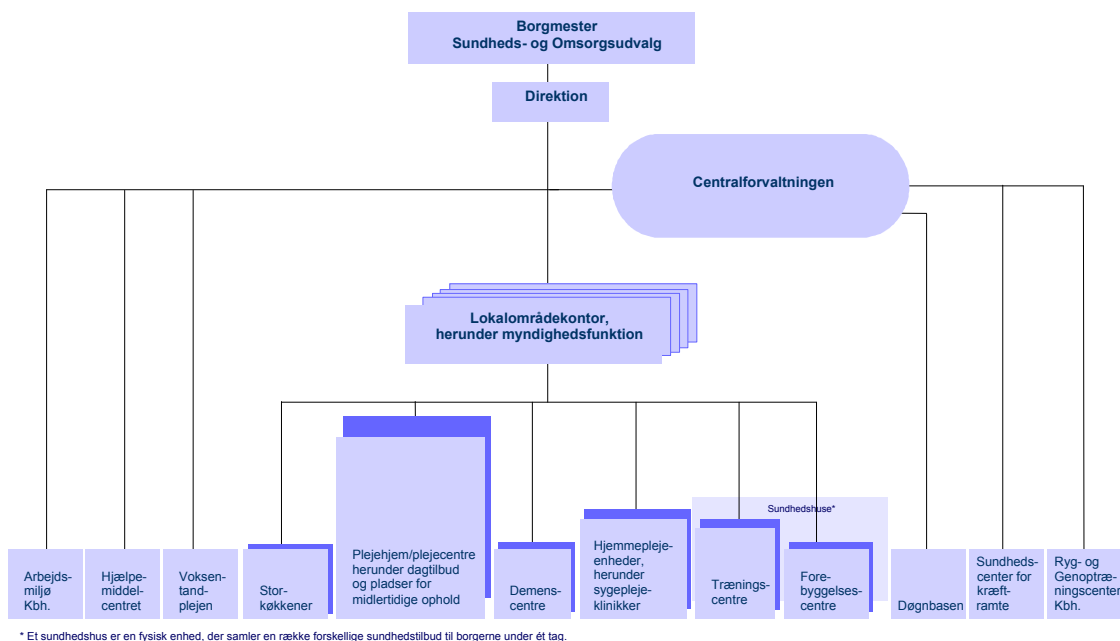 Borgmester
Sundheds- og Omsorgsudvalg
Direktion
Centralforvaltningen
Lokalområdekontor,
herunder myndighedsfunktion
Sundhedshuse*
Arbejds-
miljø
Kbh.
Hjælpe-
middel-
centret
Voksen-
tand-
plejen
Stor-
køkkener
Plejehjem/plejecentre
herunder dagtilbud
og pladser for
midlertidige ophold
Demens-
centre
Hjemmepleje-
enheder,
herunder
sygepleje-
klinikker
Trænings-
centre
Fore-
byggelses-
centre
Døgnbasen
Sundheds-
center for
kræft-
ramte
Ryg- og
Genoptræ-
ningscenter
Kbh.
* Et sundhedshus er en fysisk enhed, der samler en række forskellige sundhedstilbud til borgerne under ét tag.